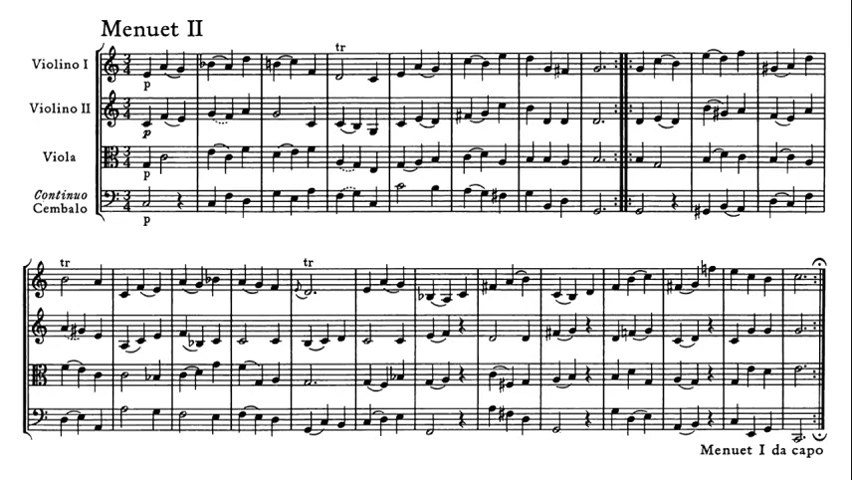 Menuet II
tr
Violino I
p
Violino II
p
Viola
p
Continuo
Cembalo
p
tr tr
Menuet I da capo